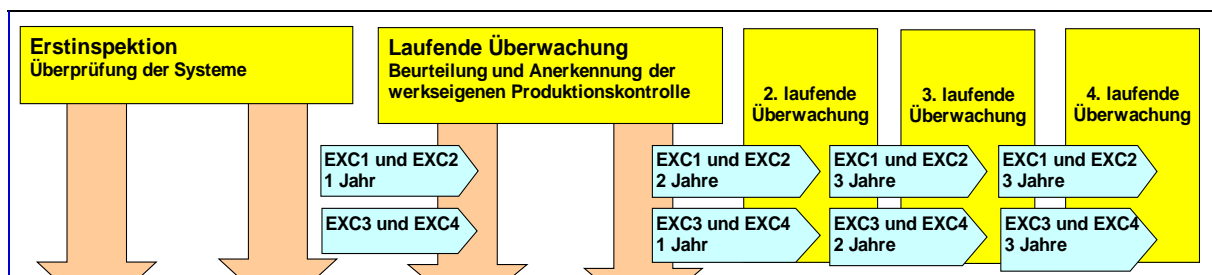 Erstinspektion
Überprüfung der Systeme
Laufende Überwachung
Beurteilung und Anerkennung der
werkseigenen Produktionskontrolle
2. laufende
Überwachung
3. laufende
Überwachung
4. laufende
Überwachung
EXC1 und EXC2
1 Jahr
EXC1 und EXC2
2 Jahre
EXC1 und EXC2
3 Jahre
EXC1 und EXC2
3 Jahre
EXC3 und EXC4
EXC3 und EXC4
1 Jahr
EXC3 und EXC4
2 Jahre
EXC3 und EXC4
3 Jahre